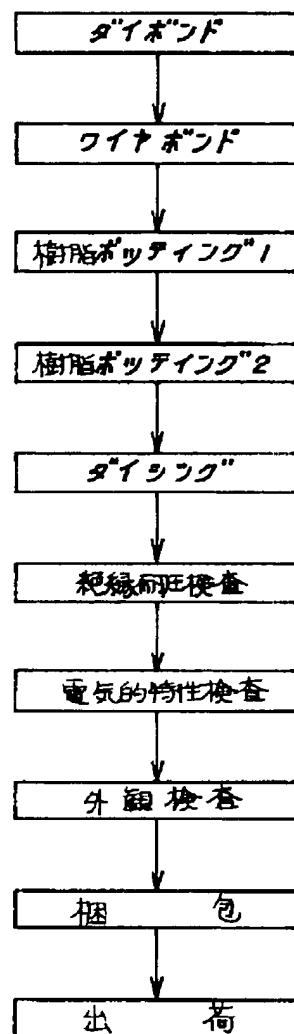 ダイボンド
ワイヤボンド
樹脂ポッティング1
樹脂ポッティング2
ダイシング
絶縁耐圧検査
電気的特性検査
外観検査
梱包
出荷